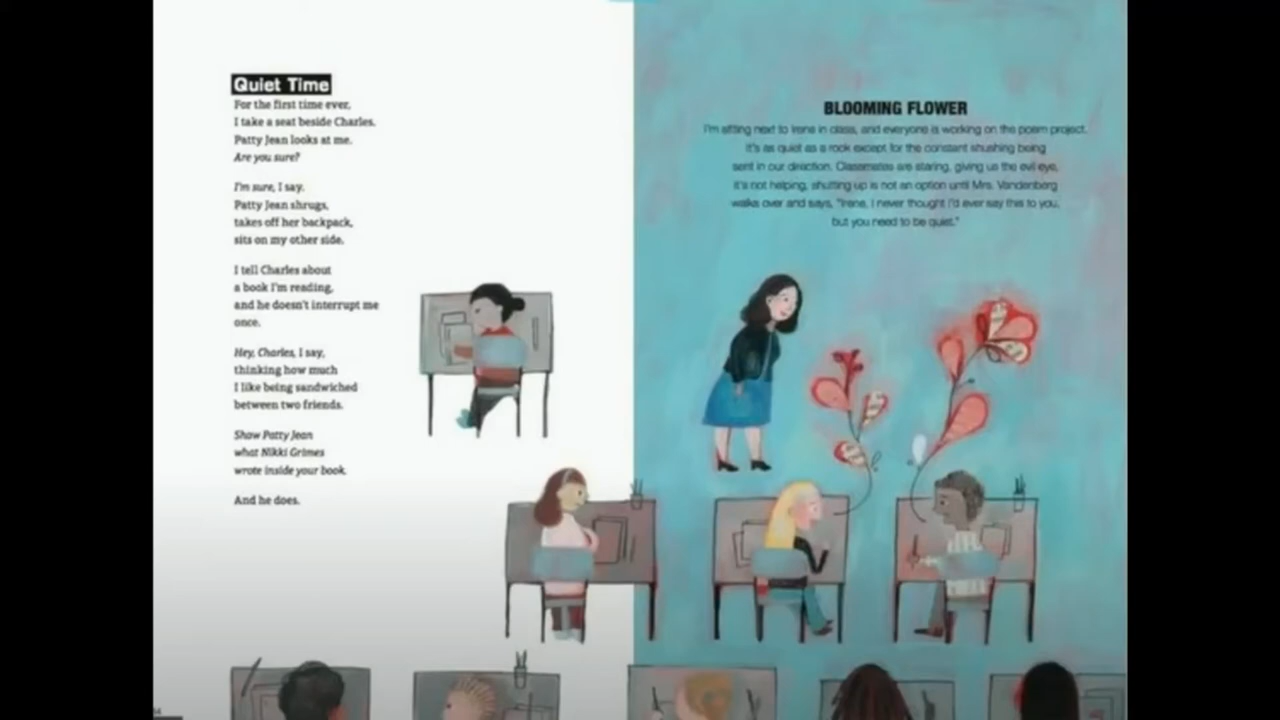 Quiet Time
For the first time ever,
I take a seat beside Charles.
Patty Jean looks at me.
Are you sure?
I'm sure, I say.
Patty Jean shrugs,
takes off her backpack,
sits on my other side.
I tell Charles about
a book I'm reading,
and he doesn't interrupt me
once.
Hey, Charles, I say,
thinking how much
I like being sandwiched
between two friends.
Show Patty Jean
what Nikki Grimes
wrote inside your book.
And he does.
BLOOMING FLOWER
I'm sitting next to Irene in class, and everyone is working on the poem project.
It's as quiet as a rock except for the constant shushing being
sent in our direction. Classmates are staring, giving us the evil eye,
it's not helping, shutting up is not an option until Mrs. Vandenberg
walks over and says, "Irene, I never thought I'd ever say this to you,
but you need to be quiet."